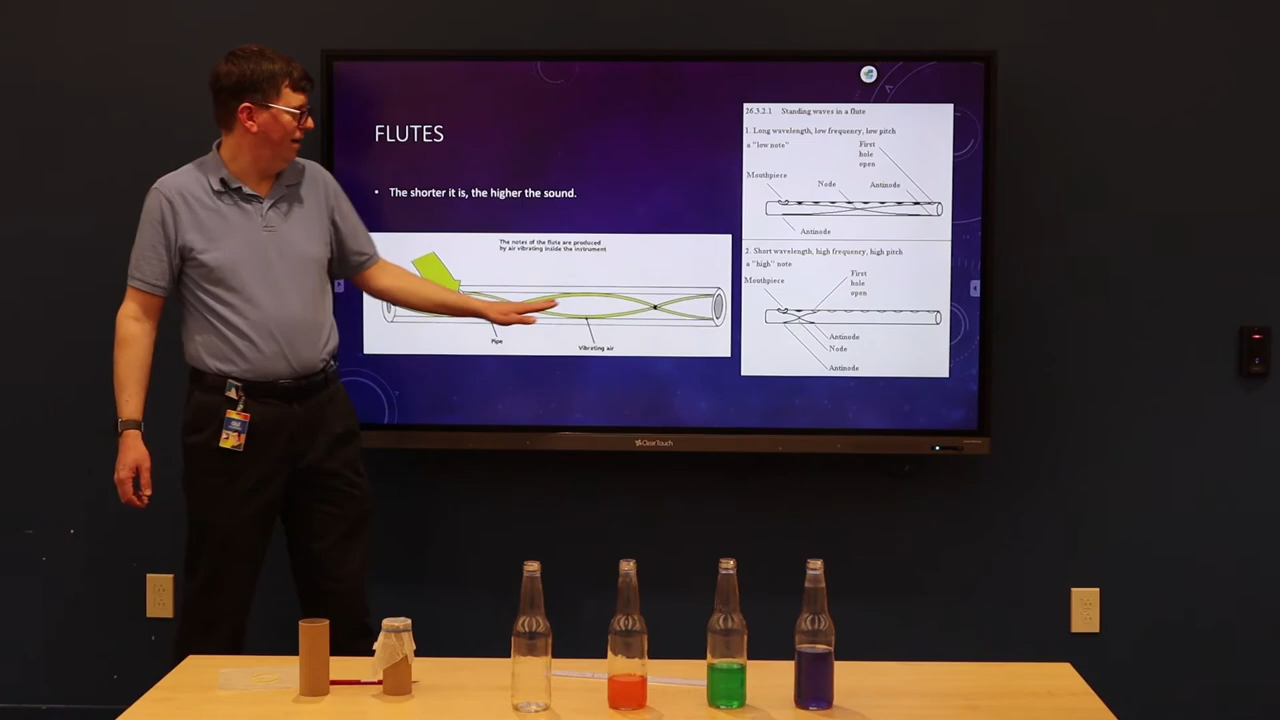 FLUTES
• The shorter it is, the higher the sound.
The notes of the flute are produced
by air vibrating inside the instrument
Pipe
Vibrating air
26.3.2.1 Standing waves in a flute
1. Long wavelength, low frequency, low pitch
a "low note"
First
hole
open
Mouthpiece
Node
Antinode
Antinode
2. Short wavelength, high frequency, high pitch
a "high" note
First
hole
open
Mouthpiece
Antinode
Node
Antinode
ClearTouch